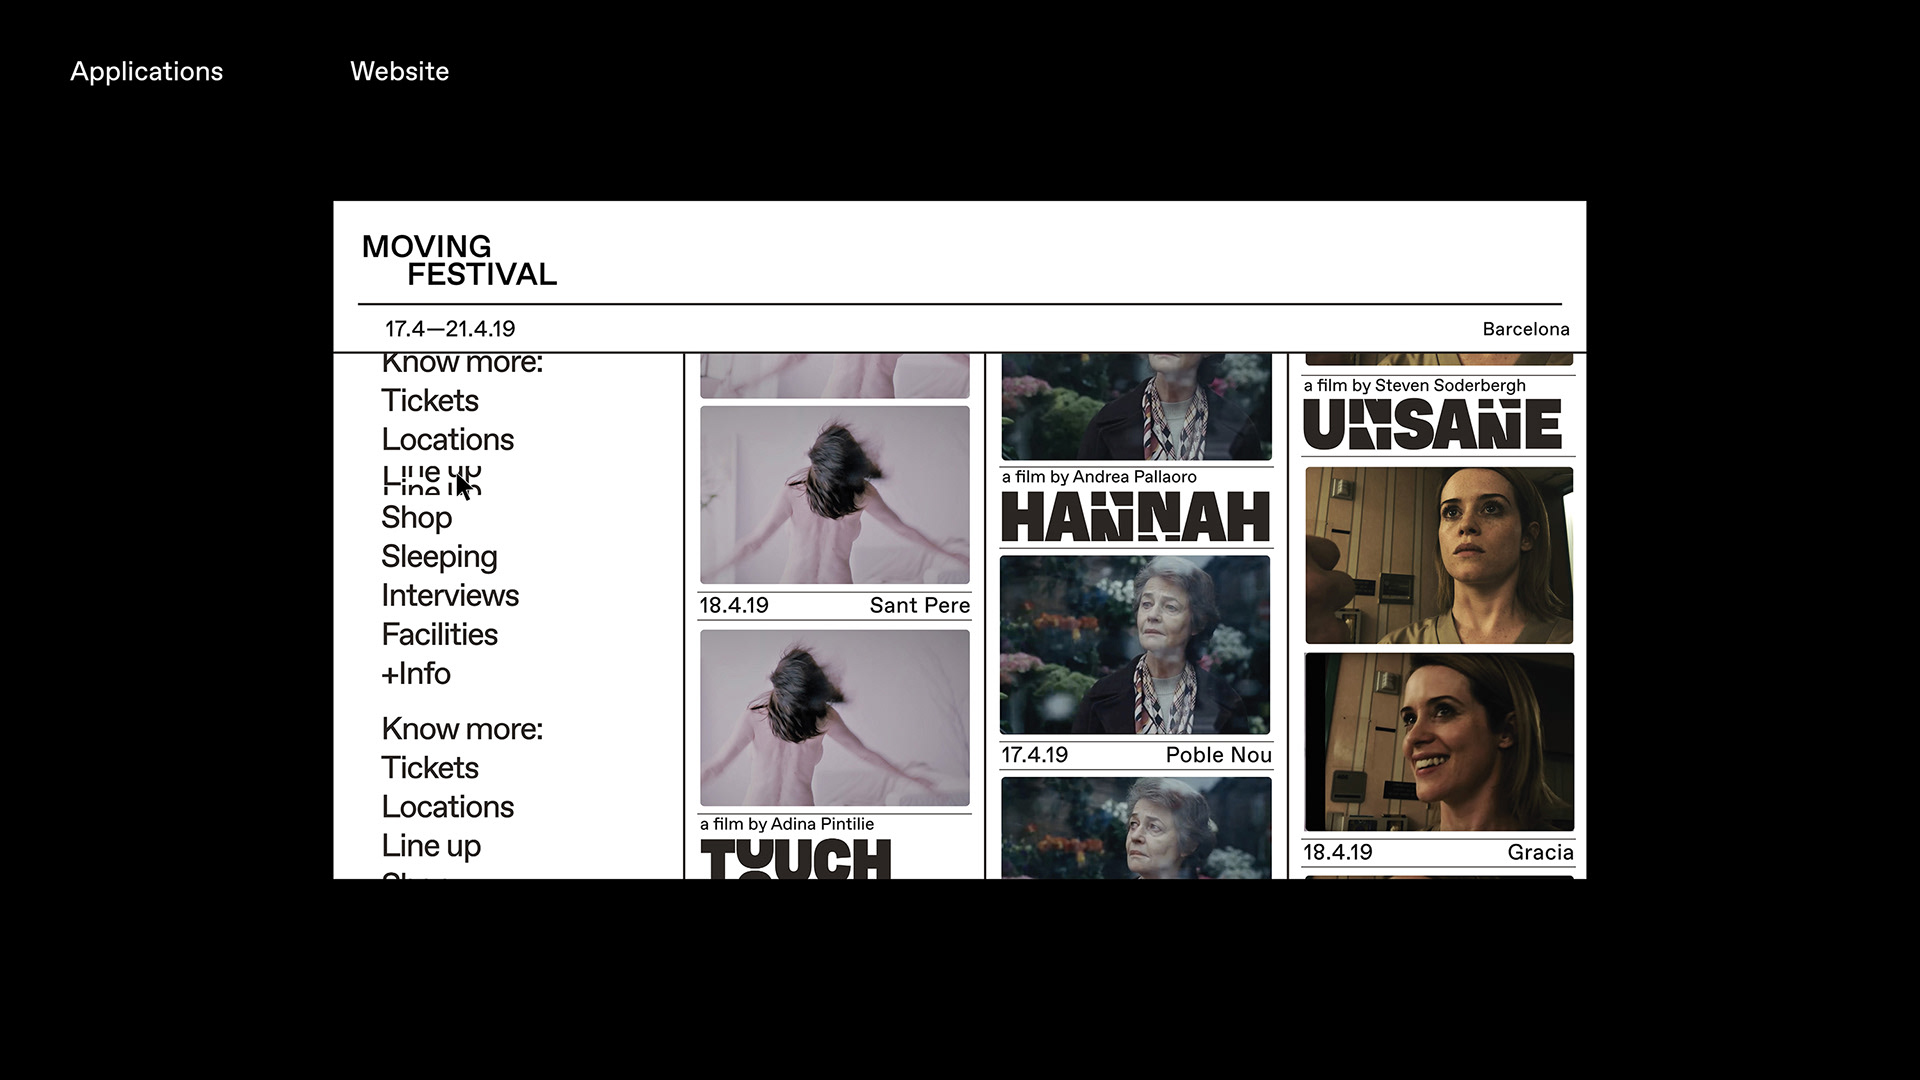 Applications
Website
MOVING
FESTIVAL
17.4—21.4.19
Barcelona
Know more:
Tickets
Locations
Line up
Line up
Shop
Sleeping
Interviews
Facilities
+Info
Know more:
Tickets
Locations
Line up
18.4.19
Sant Pere
a film by Adina Pintilie
TOUCH
a film by Andrea Pallaoro
HANNAH
17.4.19
Poble Nou
a film by Steven Soderbergh
UNSANE
18.4.19
Gracia